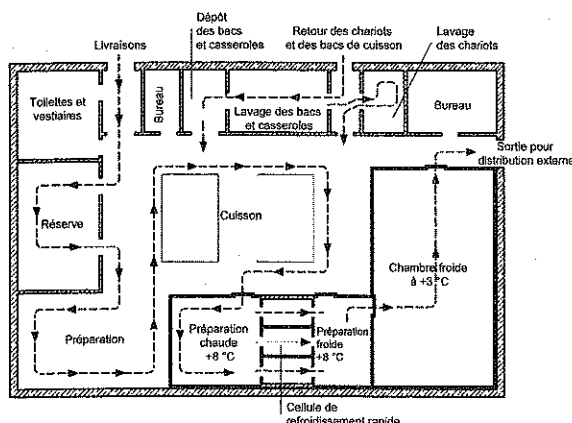 Dépôt
des bacs
et casseroles
Retour des chariots
et des bacs de cuisson
Lavage
des chariots
Livraisons
Toilettes et
vestiaires
Bureau
Lavage des bacs
et casseroles
Bureau
Sortie pour
distribution externe
Réserve
Cuisson
Chambre froide
à +3 °C
Préparation
Préparation
chaude
+8 °C
Préparation
froide
+8 °C
Cellule de
refroidissement rapide